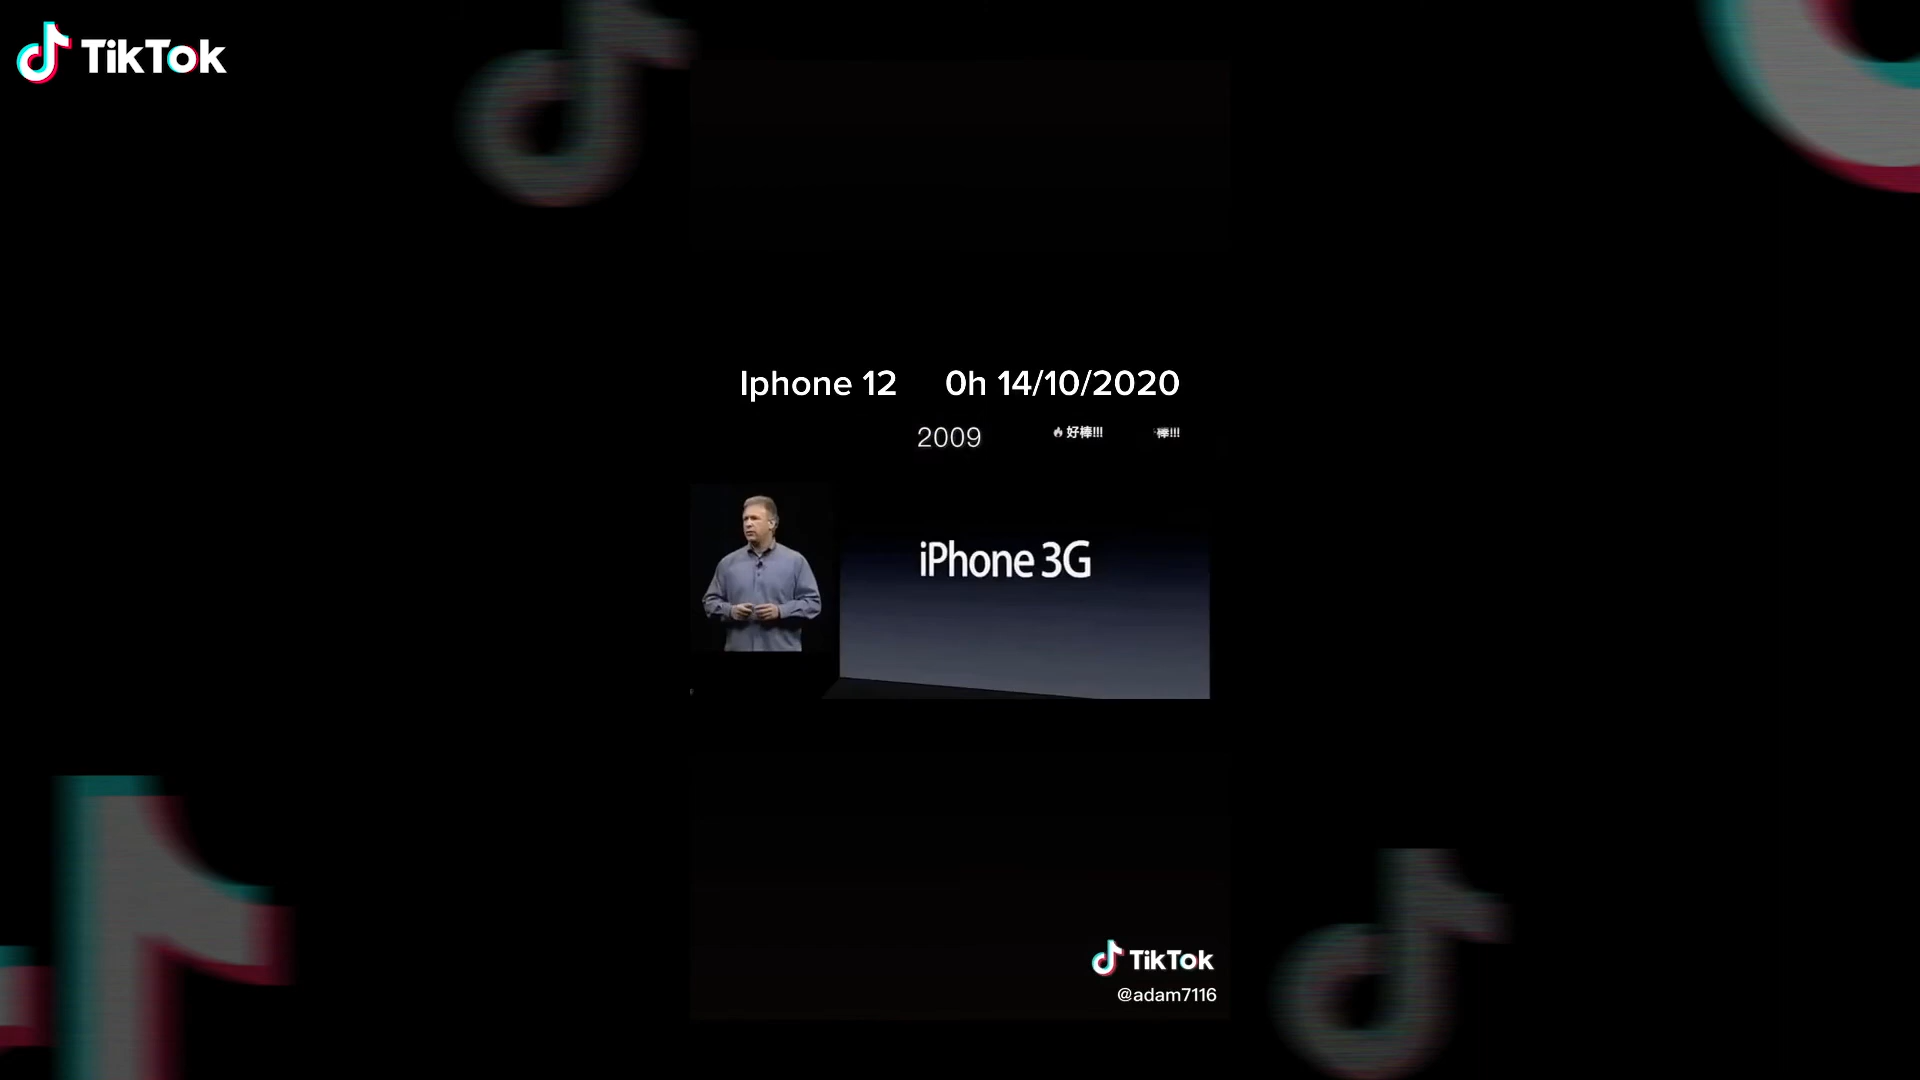 TikTok
Iphone 12 0h 14/10/2020
2009
好棒!!! 棒!!!
iPhone 3G
TikTok
@adam7116